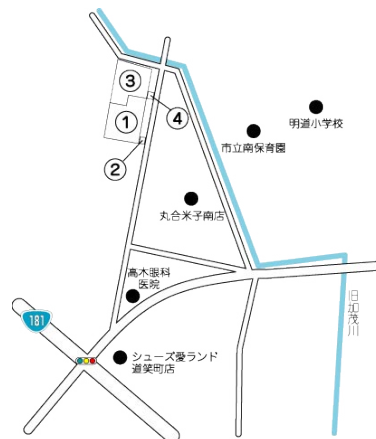 ③
①
④
②
明道小学校
市立南保育園
丸合米子南店
高木眼科
医院
旧加茂川
181
シューズ愛ランド
道笑町店